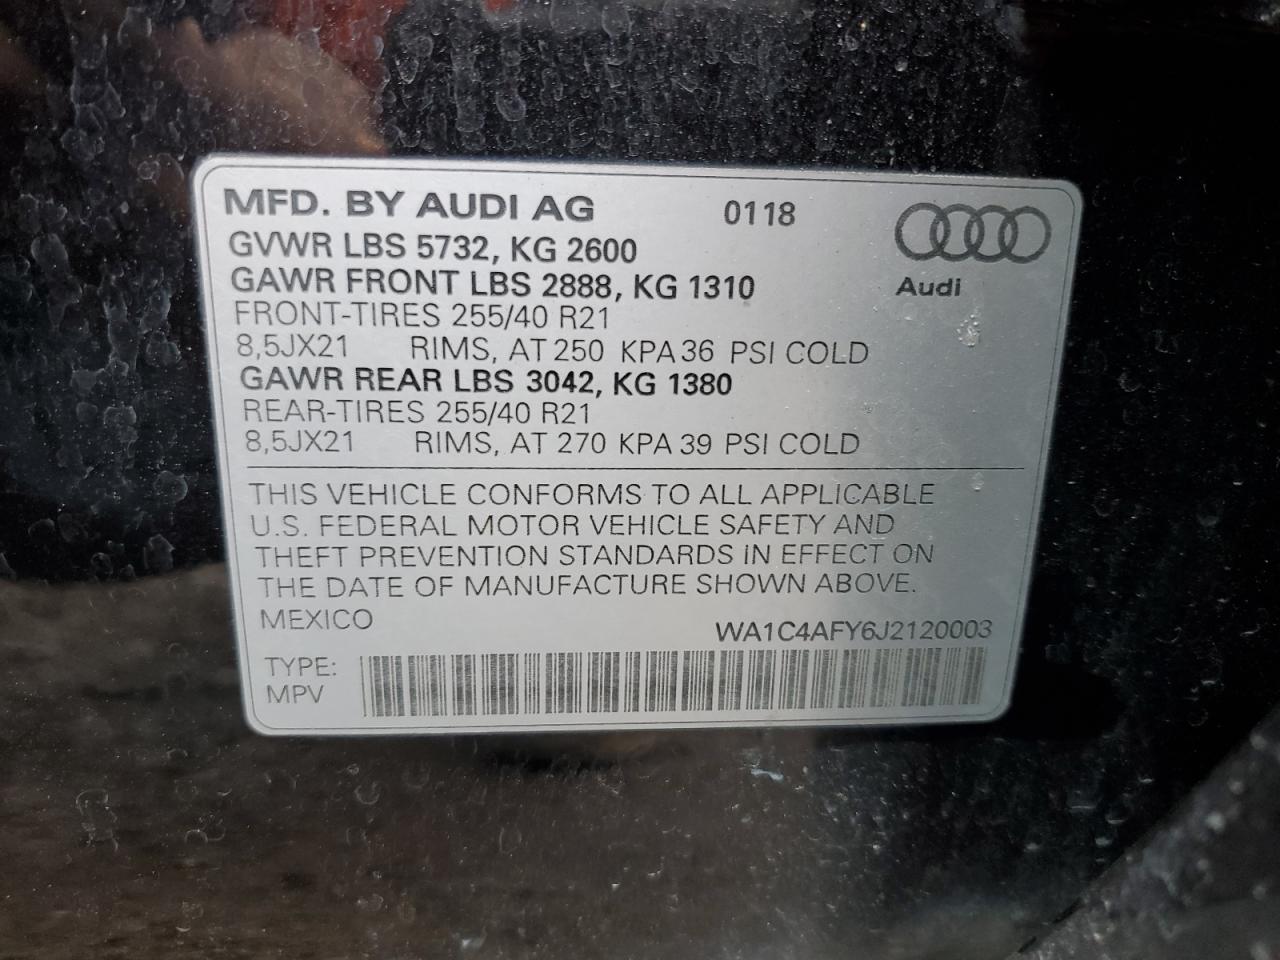 MFD. BY AUDI AG 0118
GVWR LBS 5732, KG 2600
GAWR FRONT LBS 2888, KG 1310
Audi
FRONT-TIRES 255/40 R21
8,5JX21 RIMS, AT 250 KPA 36 PSI COLD
GAWR REAR LBS 3042, KG 1380
REAR-TIRES 255/40 R21
8,5JX21 RIMS, AT 270 KPA 39 PSI COLD
THIS VEHICLE CONFORMS TO ALL APPLICABLE
U.S. FEDERAL MOTOR VEHICLE SAFETY AND
THEFT PREVENTION STANDARDS IN EFFECT ON
THE DATE OF MANUFACTURE SHOWN ABOVE.
MEXICO WA1C4AFY6J2120003
TYPE:
MPV